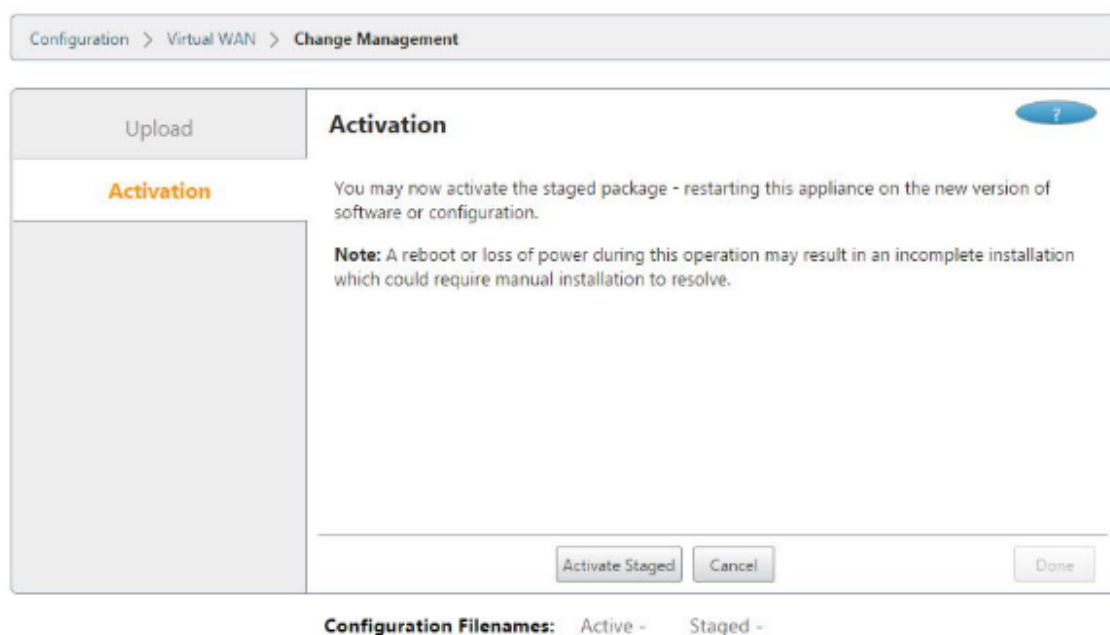 Configuration > Virtual WAN > Change Management
Upload
Activation
Activation
?
You may now activate the staged package - restarting this appliance on the new version of
software or configuration.
Note: A reboot or loss of power during this operation may result in an incomplete installation
which could require manual installation to resolve.
Activate Staged
Cancel
Done
Configuration Filenames: Active - Staged -